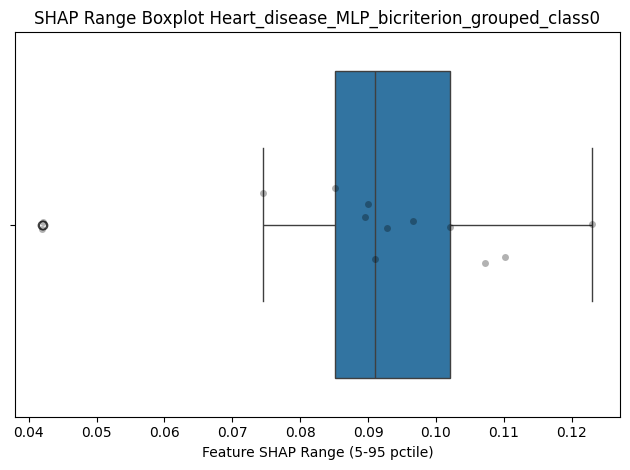 SHAP Range Boxplot Heart_disease_MLP_bicriterion_grouped_class0
0.04 0.05 0.06 0.07 0.08 0.09 0.10 0.11 0.12
Feature SHAP Range (5-95 pctile)